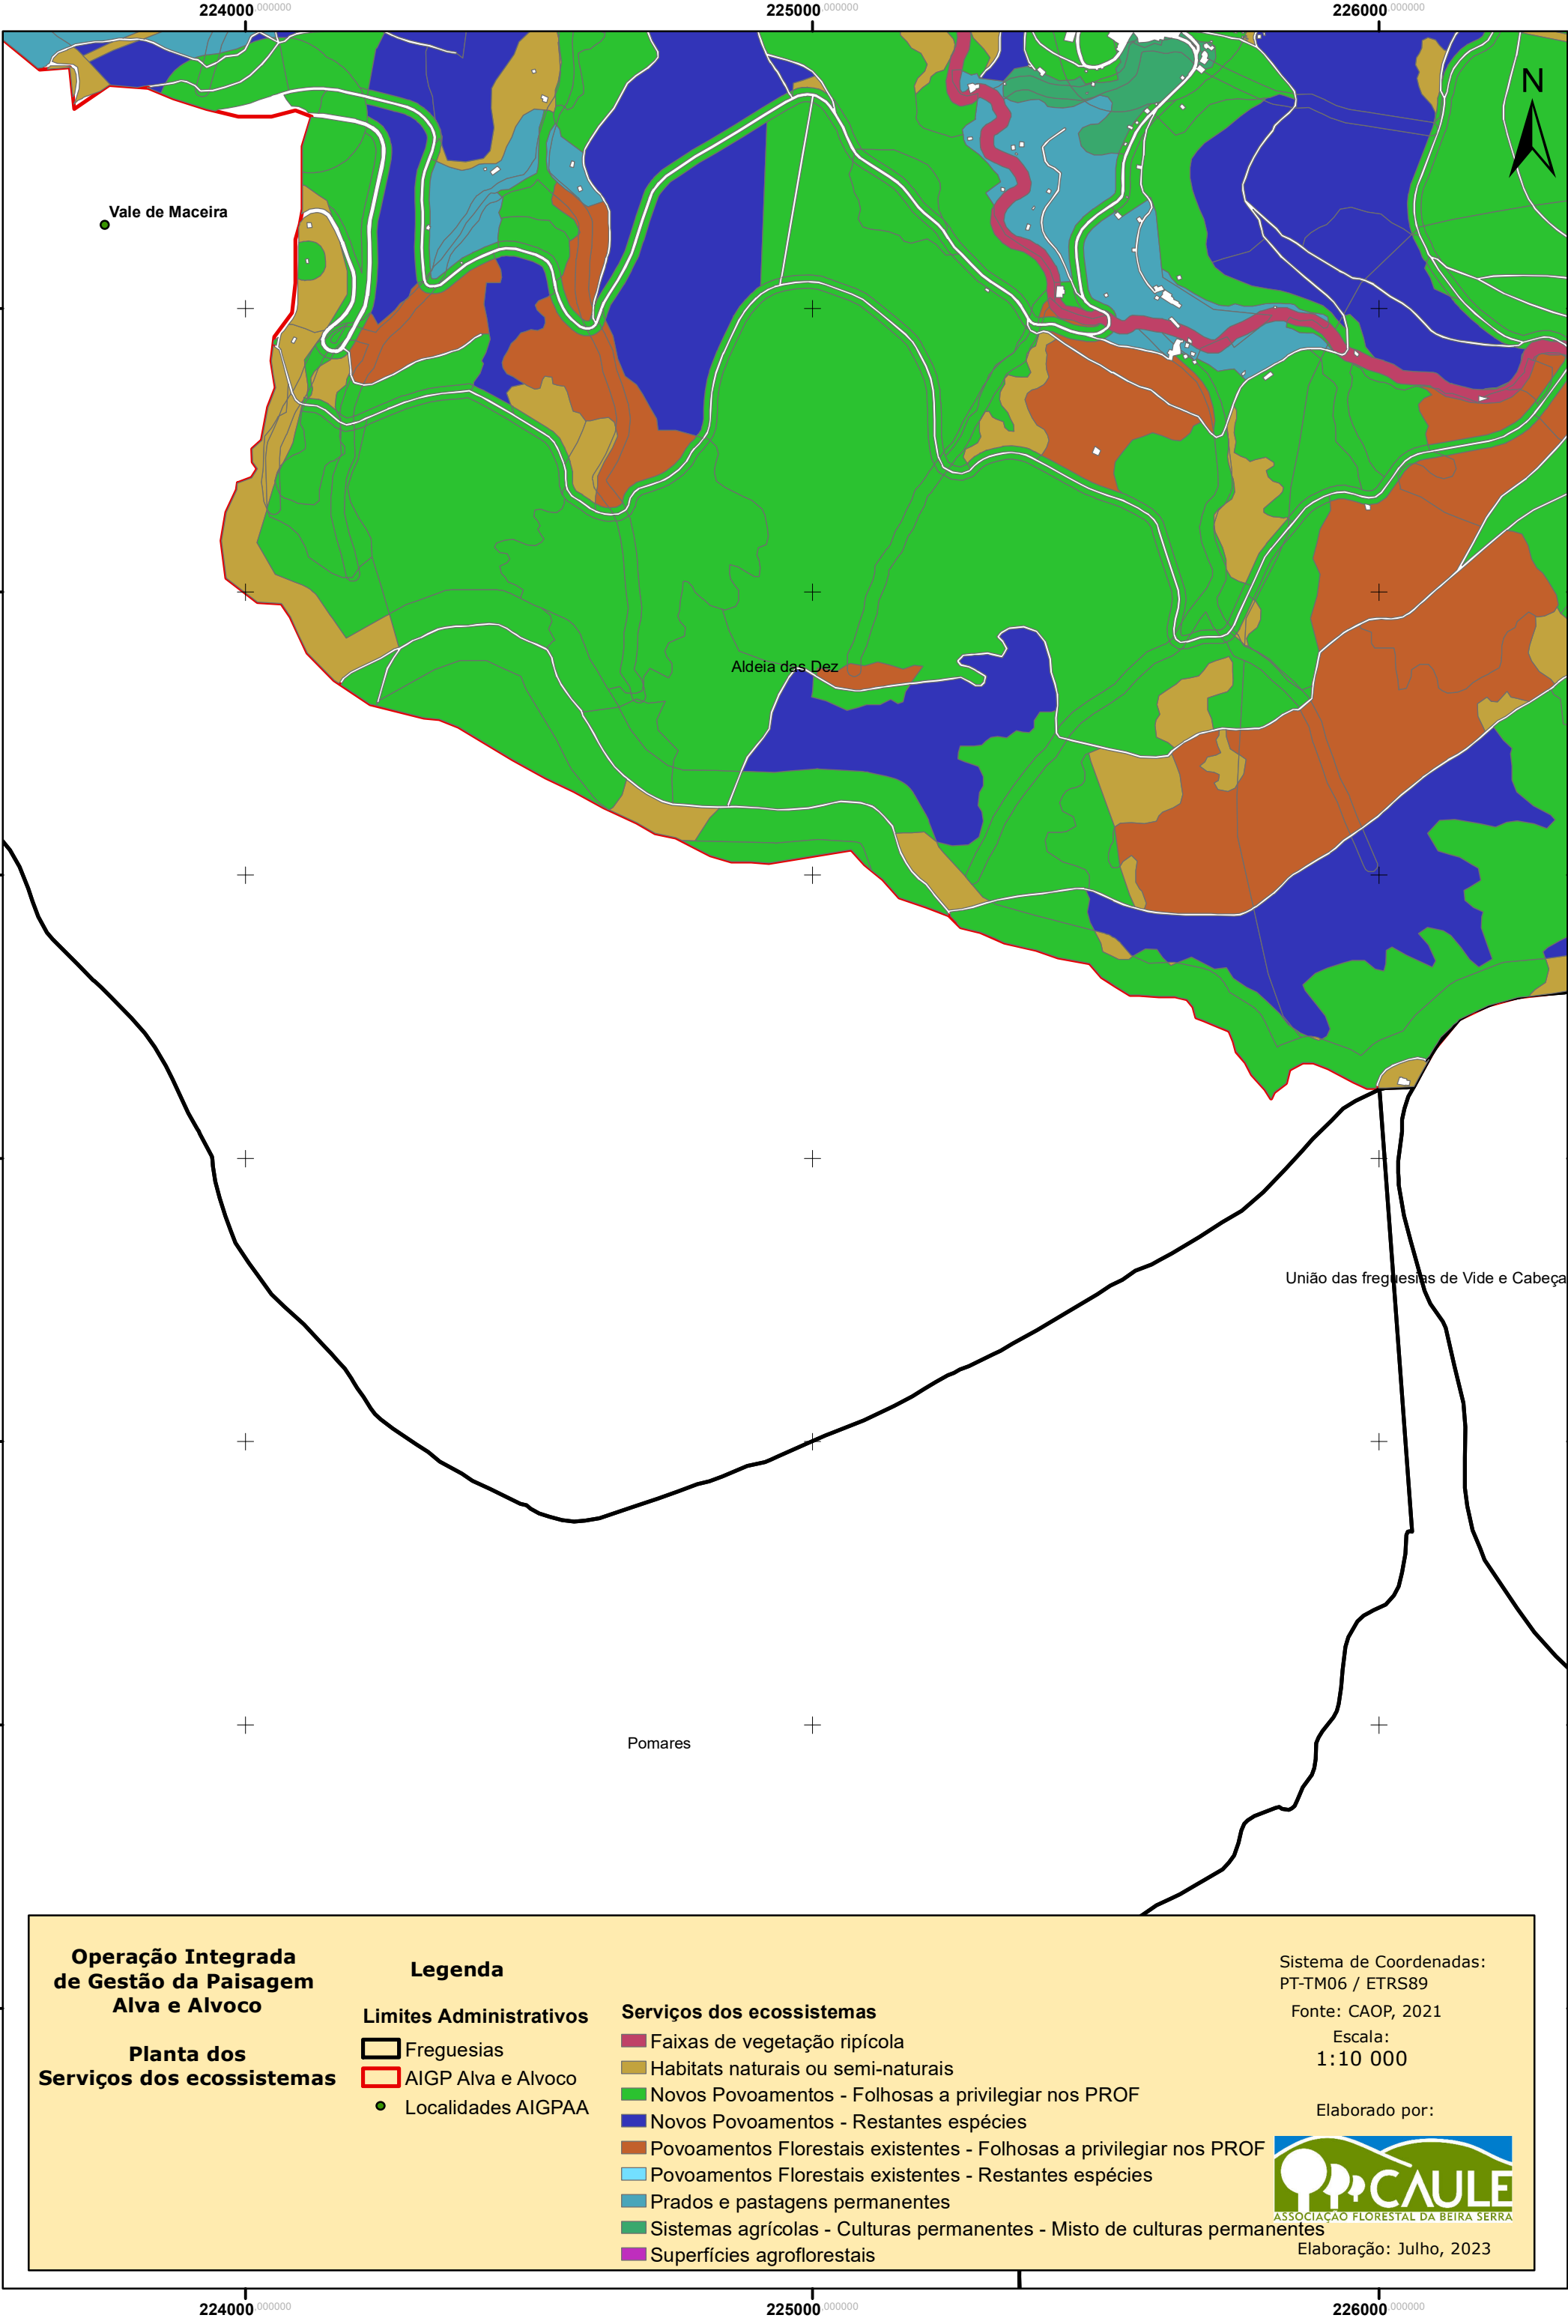 224000.000000 225000.000000 226000.000000
N
Vale de Maceira
Aldeia das Dez
União das freguesias de Vide e Cabeça
Pomares
Operação Integrada
de Gestão da Paisagem
Alva e Alvoco
Planta dos
Serviços dos ecossistemas
Legenda
Limites Administrativos
Freguesias
AIGP Alva e Alvoco
Localidades AIGPAA
Serviços dos ecossistemas
Faixas de vegetação ripícola
Habitats naturais ou semi-naturais
Novos Povoamentos - Folhosas a privilegiar nos PROF
Novos Povoamentos - Restantes espécies
Povoamentos Florestais existentes - Folhosas a privilegiar nos PROF
Povoamentos Florestais existentes - Restantes espécies
Prados e pastagens permanentes
Sistemas agrícolas - Culturas permanentes - Misto de culturas permanentes
Superfícies agroflorestais
Sistema de Coordenadas:
PT-TM06 / ETRS89
Fonte: CAOP, 2021
Escala:
1:10 000
Elaborado por:
CAULE
ASSOCIAÇÃO FLORESTAL DA BEIRA SERRA
Elaboração: Julho, 2023
224000.000000 225000.000000 226000.000000